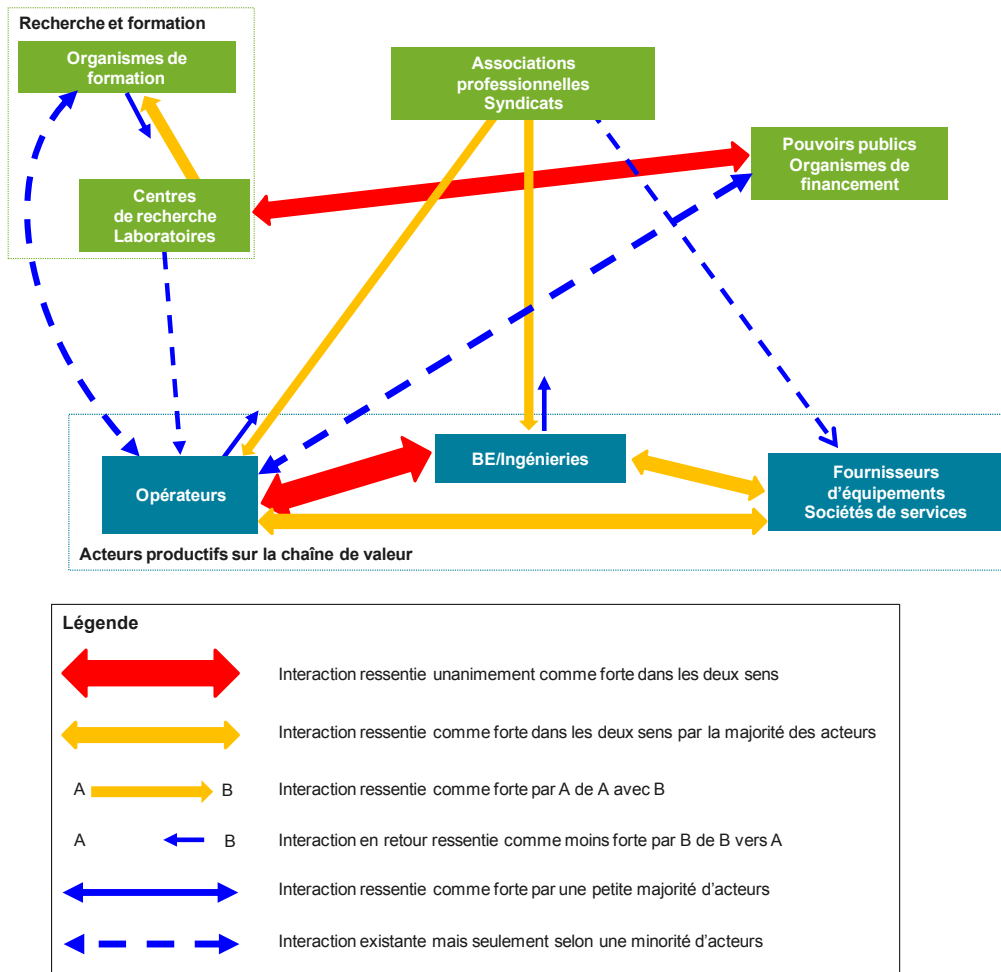 Recherche et formation
Organismes de
formation
Associations
professionnelles
Syndicats
Pouvoirs publics
Organismes de
financement
Centres
de recherche
Laboratoires
Opérateurs
BE/Ingénieries
Fournisseurs
d'équipements
Sociétés de services
Acteurs productifs sur la chaîne de valeur
Légende
Interaction ressentie unanimement comme forte dans les deux sens
Interaction ressentie comme forte dans les deux sens par la majorité des acteurs
A B Interaction ressentie comme forte par A de A avec B
A B Interaction en retour ressentie comme moins forte par B de B vers A
Interaction ressentie comme forte par une petite majorité d'acteurs
Interaction existante mais seulement selon une minorité d'acteurs